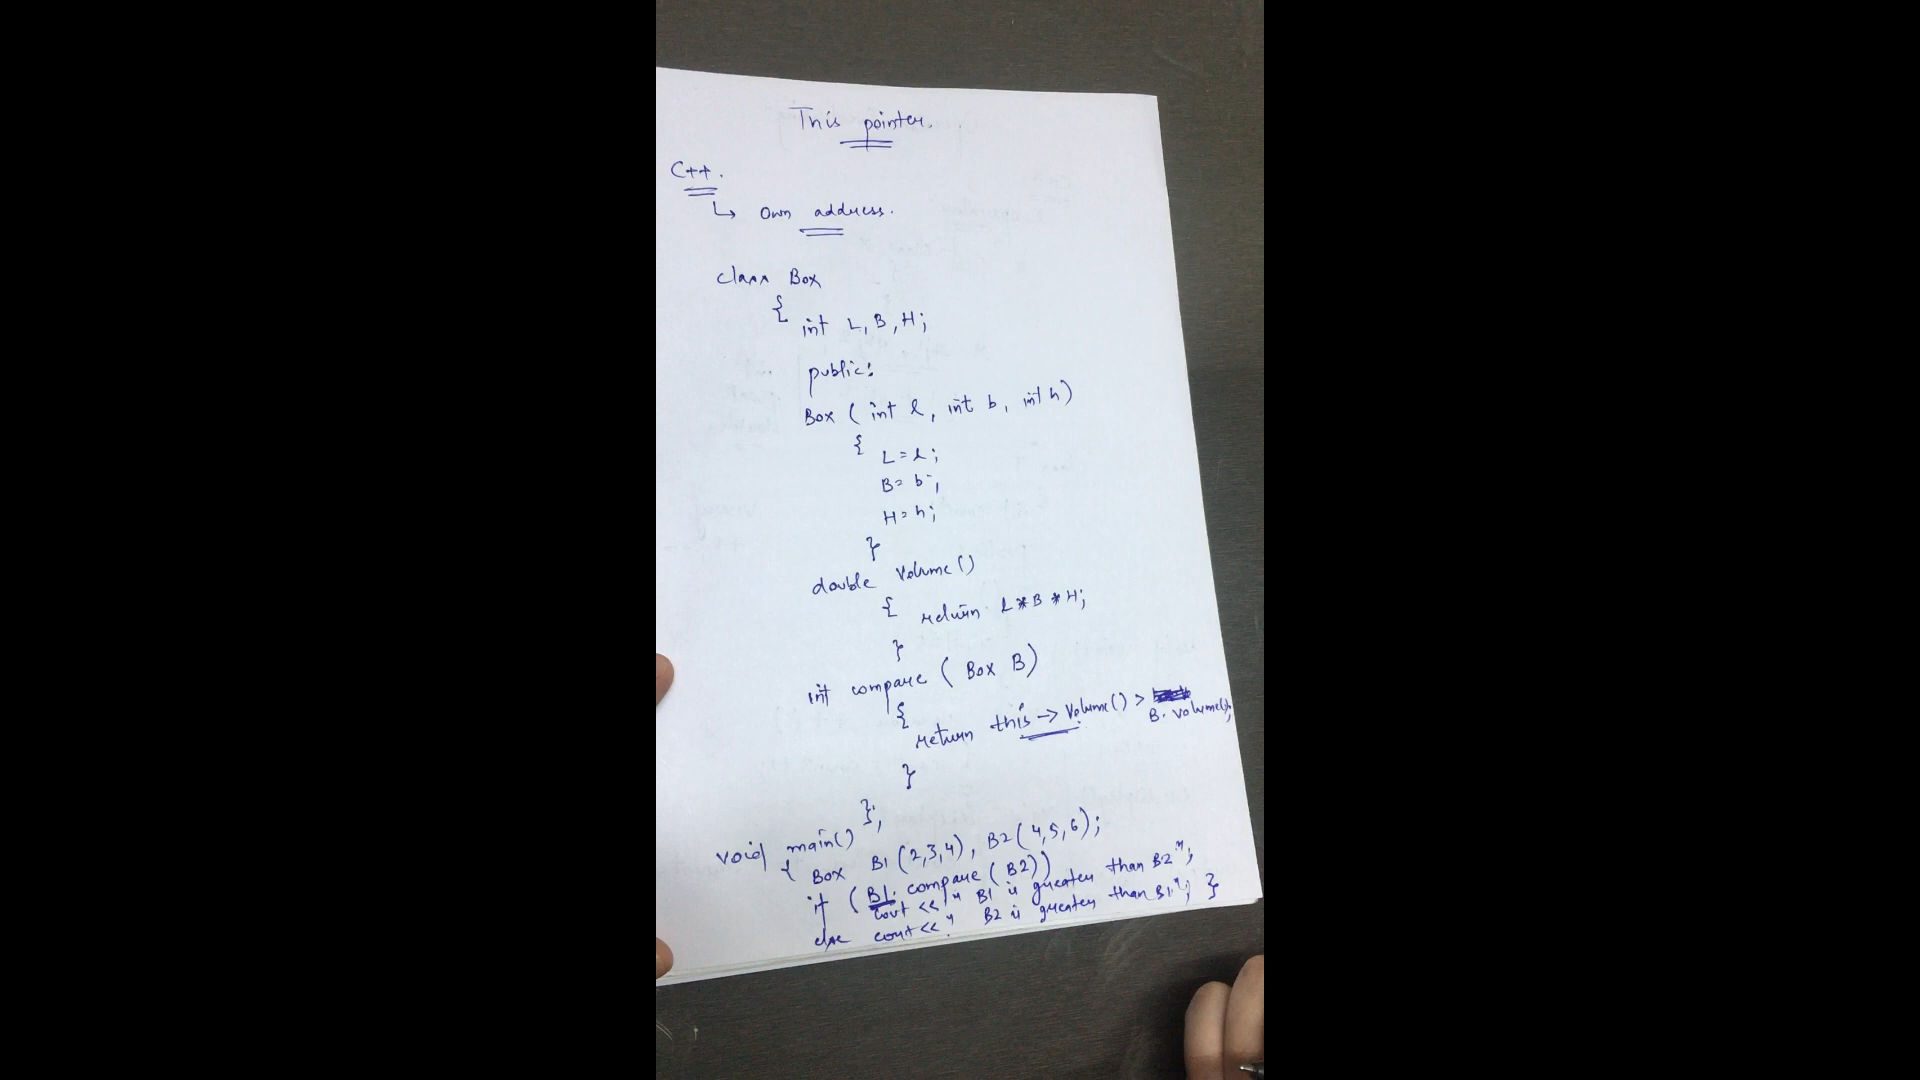 This pointer.
C++.
↳ Own address.
class Box
{
int L, B, H;
public:
Box ( int l, int b, int h)
{ L = l;
B = b;
H = h;
}
double Volume()
{ return L * B * H;
}
int compare ( Box B)
{
return this -> Volume() > B. Volume();
}
};
void main()
{ Box B1 (2,3,4), B2 (4,5,6);
if (B1. compare (B2))
cout << " B1 is greater than B2";
else cout << " B2 is greater than B1"; }